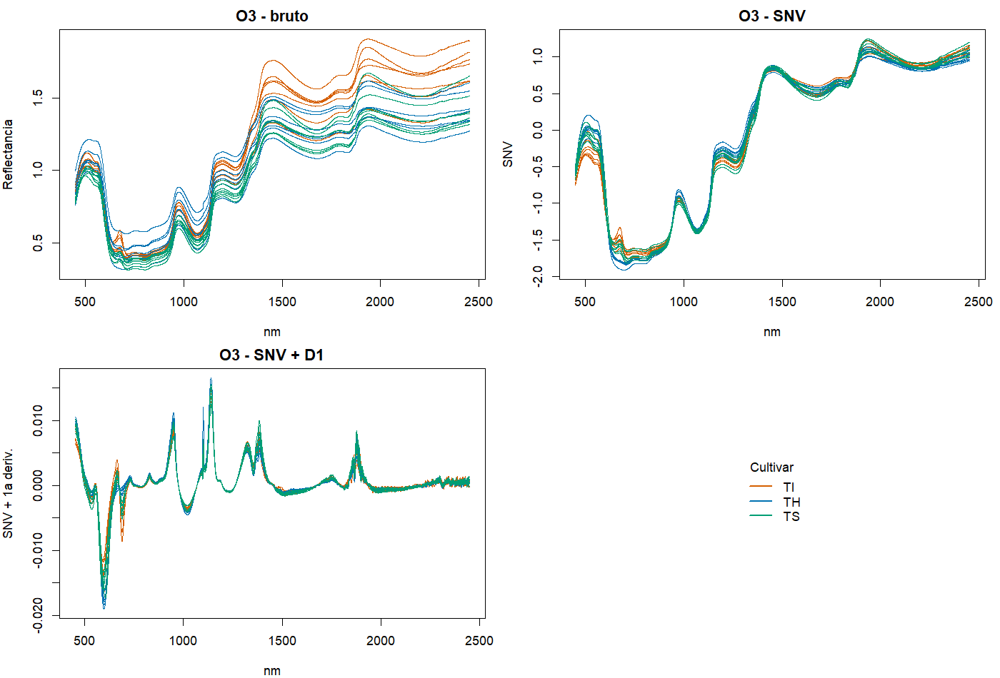 O3 - bruto
Reflectancia
1.5
1.0
0.5
500 1000 1500 2000 2500
nm
O3 - SNV
SNV
1.0
0.5
0.0
-0.5
-1.0
-1.5
-2.0
500 1000 1500 2000 2500
nm
O3 - SNV + D1
SNV + 1a deriv.
0.010
0.000
-0.010
-0.020
500 1000 1500 2000 2500
nm
Cultivar
TI
TH
TS